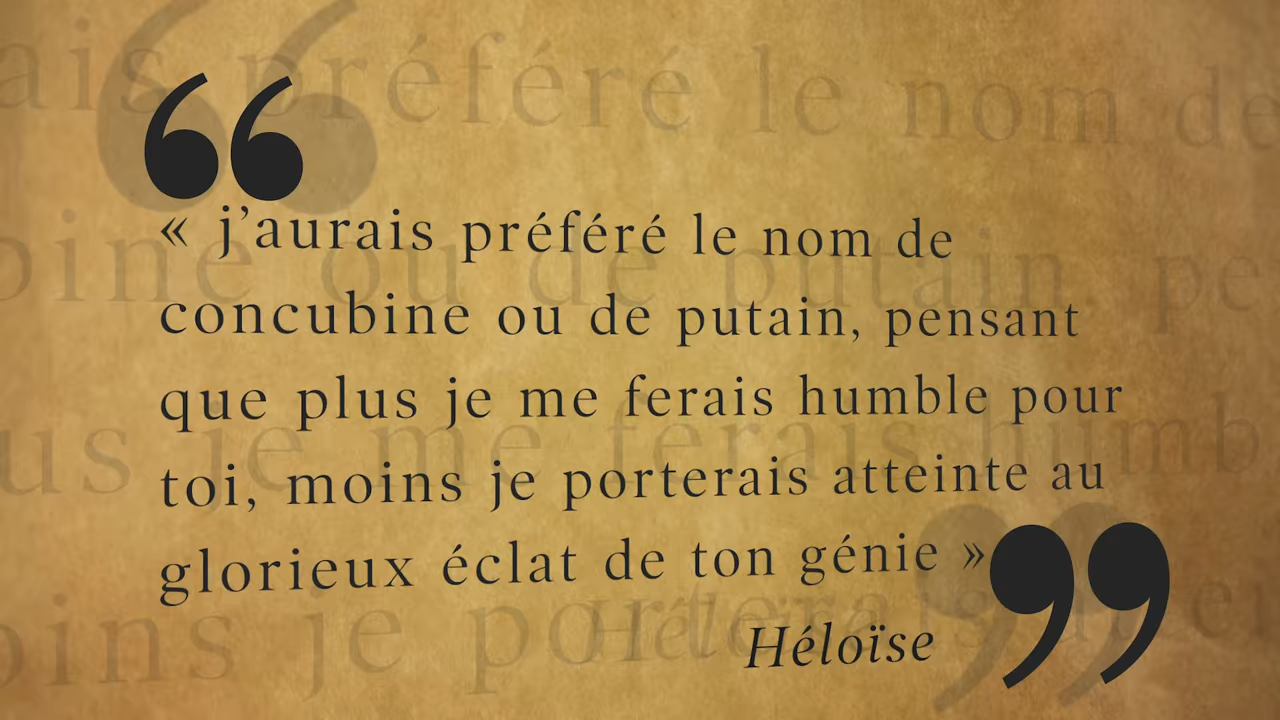 « j’aurais préféré le nom de
concubine ou de putain, pensant
que plus je me ferais humble pour
toi, moins je porterais atteinte au
glorieux éclat de ton génie »
Héloïse